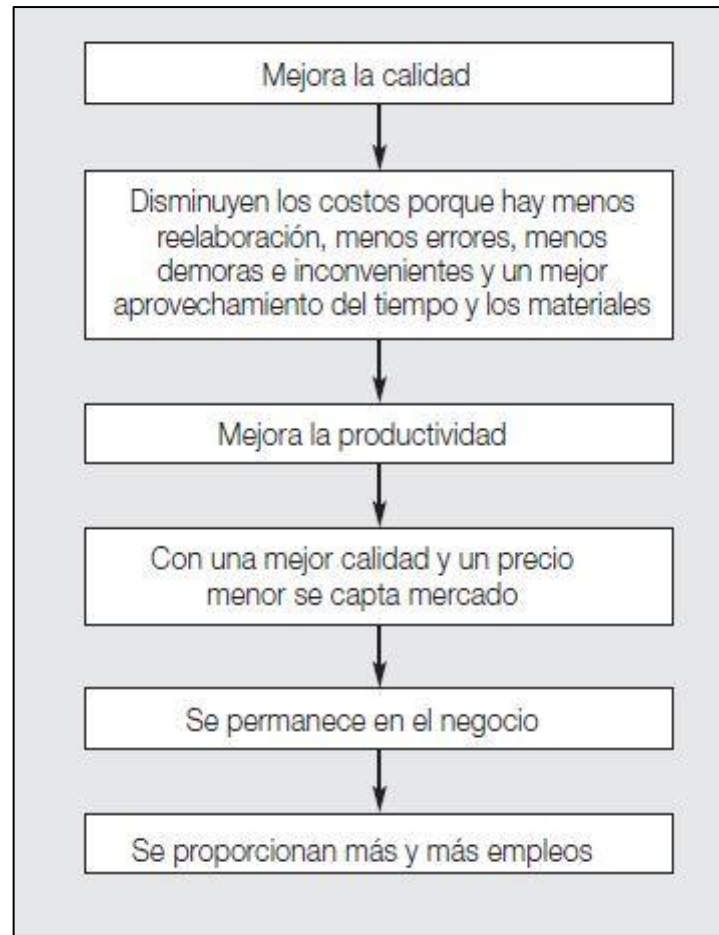 Mejora la calidad
Disminuyen los costos porque hay menos
reelaboración, menos errores, menos
demoras e inconvenientes y un mejor
aprovechamiento del tiempo y los materiales
Mejora la productividad
Con una mejor calidad y un precio
menor se capta mercado
Se permanece en el negocio
Se proporcionan más y más empleos